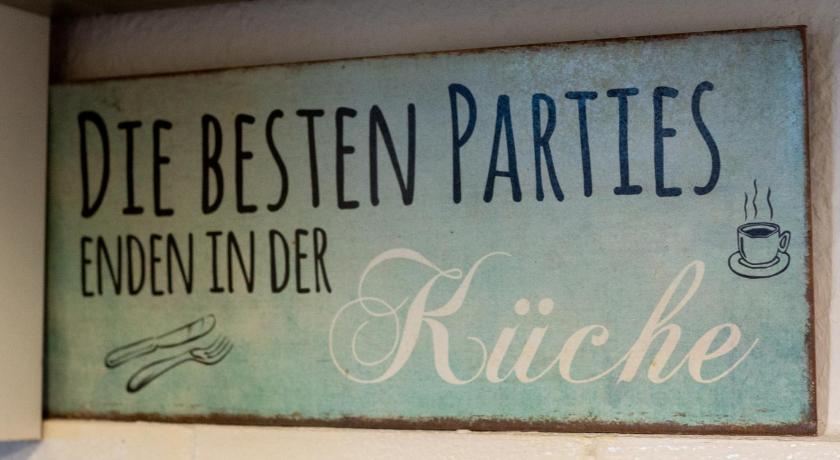 DIE BESTEN PARTIES
ENDEN IN DER
Küche